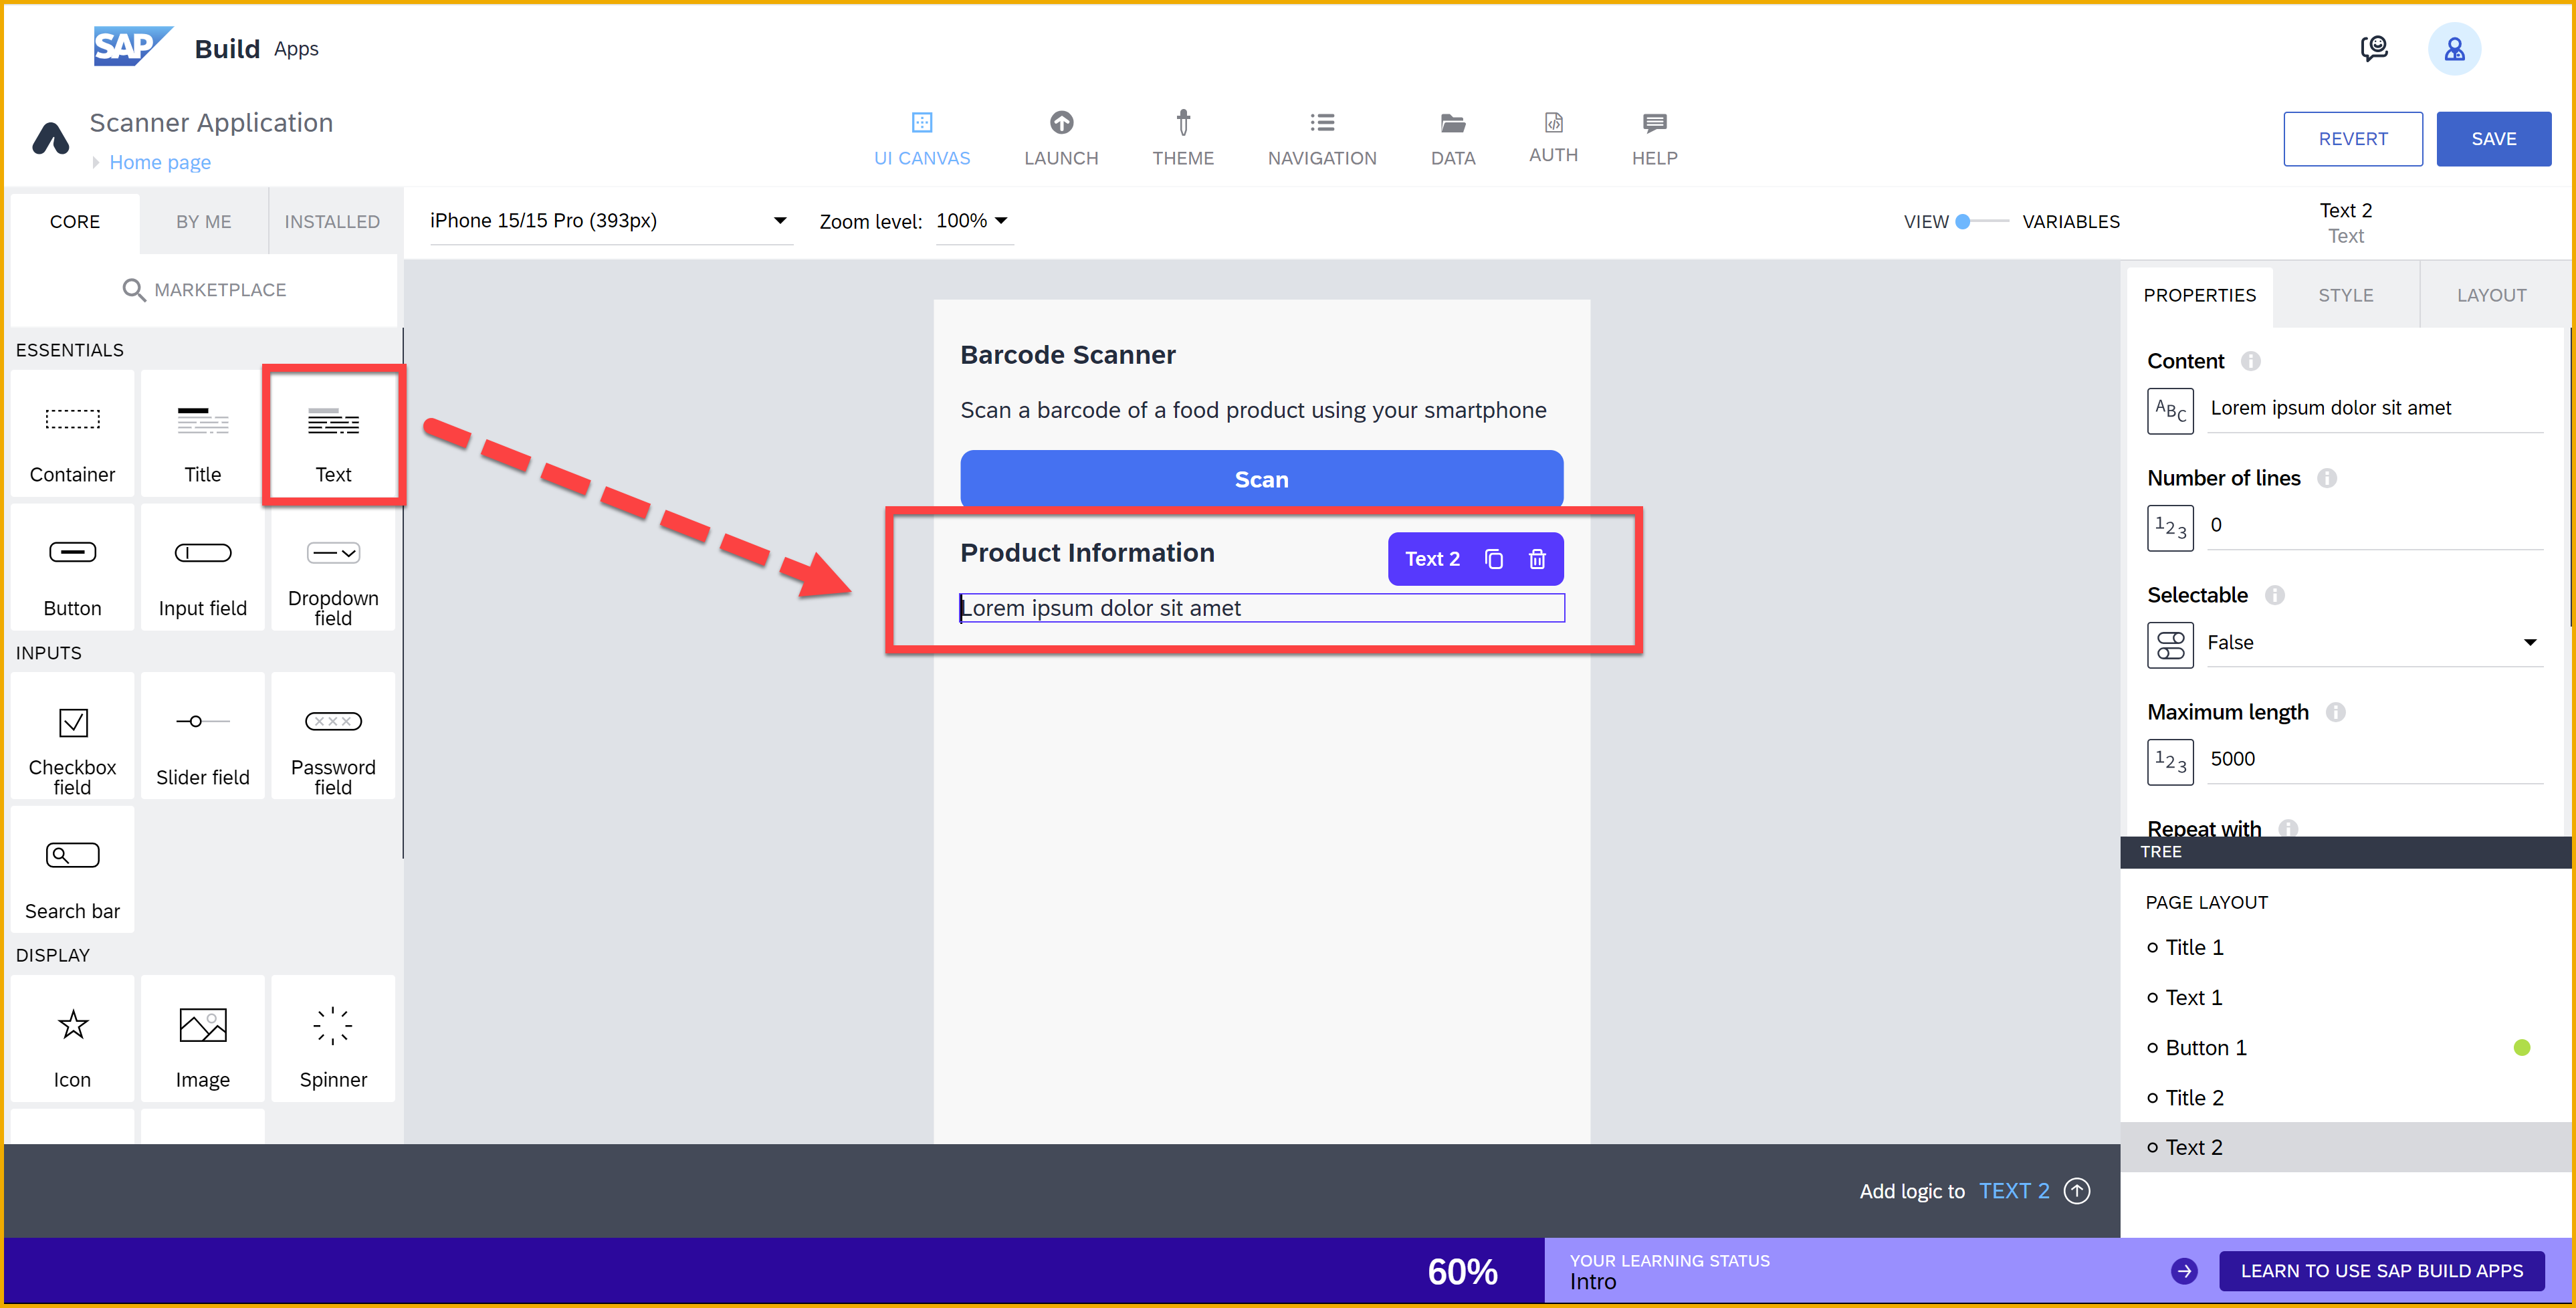 SAP Build Apps
Scanner Application
Home page
UI CANVAS
LAUNCH
THEME
NAVIGATION
DATA
AUTH
HELP
REVERT
SAVE
CORE
BY ME
INSTALLED
MARKETPLACE
iPhone 15/15 Pro (393px)
Zoom level: 100%
VIEW
VARIABLES
Text 2
Text
ESSENTIALS
Container
Title
Text
Button
Input field
Dropdown
field
INPUTS
Checkbox
field
Slider field
Password
field
Search bar
DISPLAY
Icon
Image
Spinner
Barcode Scanner
Scan a barcode of a food product using your smartphone
Scan
Product Information
Text 2
Lorem ipsum dolor sit amet
PROPERTIES
STYLE
LAYOUT
Content
ABC
Lorem ipsum dolor sit amet
Number of lines
123
0
Selectable
False
Maximum length
123
5000
Repeat with
TREE
PAGE LAYOUT
Title 1
Text 1
Button 1
Title 2
Text 2
Add logic to TEXT 2
60%
YOUR LEARNING STATUS
Intro
LEARN TO USE SAP BUILD APPS